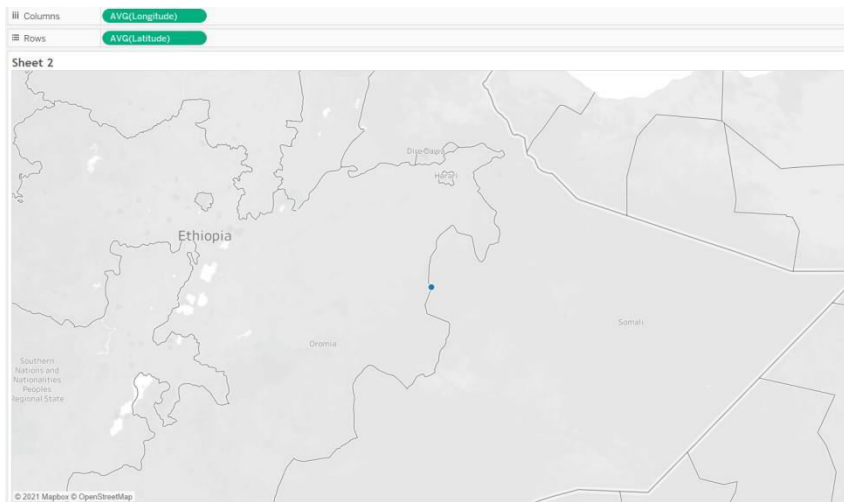 Columns AVG(Longitude)
Rows AVG(Latitude)
Sheet 2
Dire Dawa
Harari
Ethiopia
Somali
Oromia
Southern
Nations and
Nationalities
Peoples
Regional State
© 2021 Mapbox © OpenStreetMap